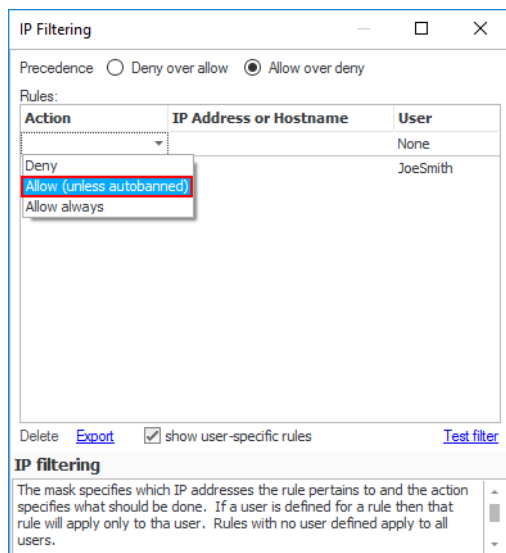 IP Filtering
Precedence Deny over allow Allow over deny
Rules:
Action IP Address or Hostname User
None
Deny JoeSmith
Allow (unless autobanned)
Allow always
Delete Export show user-specific rules Test filter
IP filtering
The mask specifies which IP addresses the rule pertains to and the action
specifies what should be done. If a user is defined for a rule then that
rule will apply only to tha user. Rules with no user defined apply to all
users.